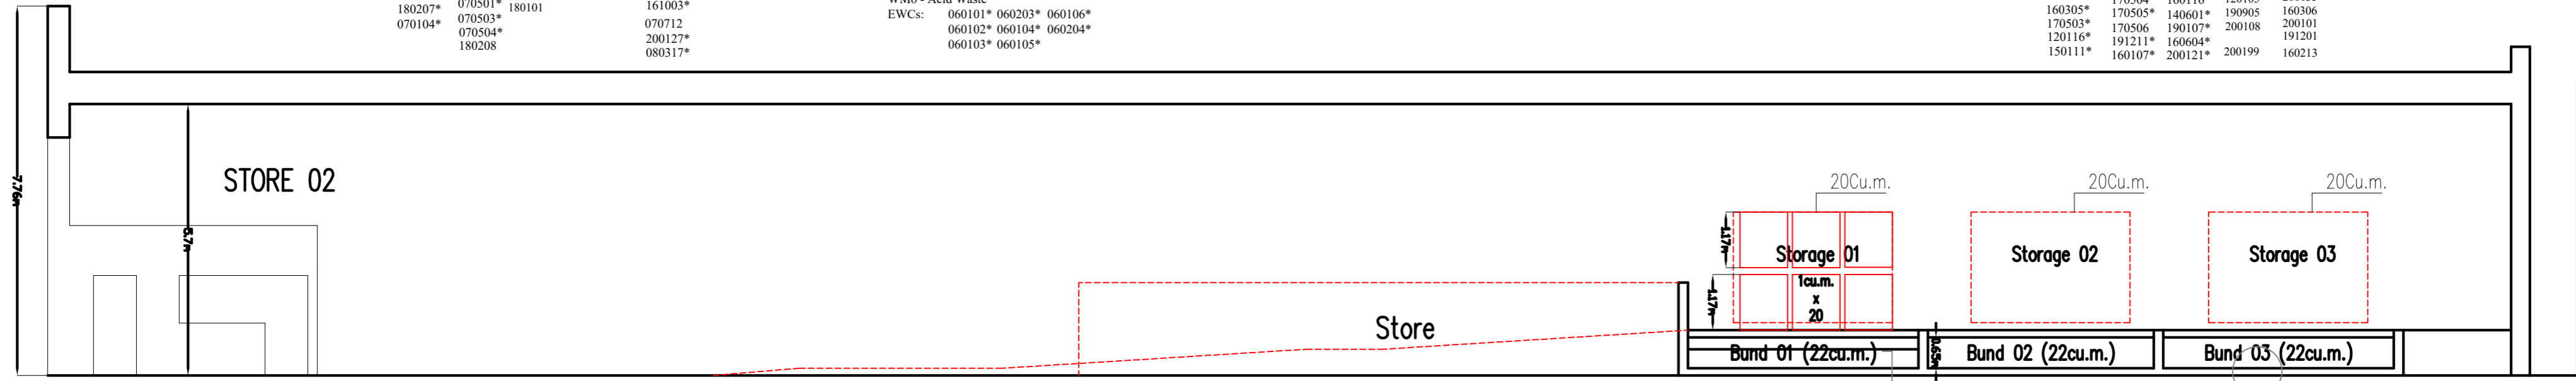 180207* 070501* 180101
070104* 070503*
070504*
180208
161003*
070712
200127*
080317*
EWCs: 060101* 060203* 060106*
060102* 060104* 060204*
060103* 060105*
160305* 170505* 140601* 190905 160306
170503* 170506 190107* 200108 200101
120116* 191211* 160604* 191201
150111* 160107* 200121* 200199 160213
7.76m
5.7m
STORE 02
Store
20Cu.m.
20Cu.m.
20Cu.m.
1.17m
1.17m
Storage 01
Storage 02
Storage 03
1cu.m.
x
20
0.65m
Bund 01 (22cu.m.)
Bund 02 (22cu.m.)
Bund 03 (22cu.m.)